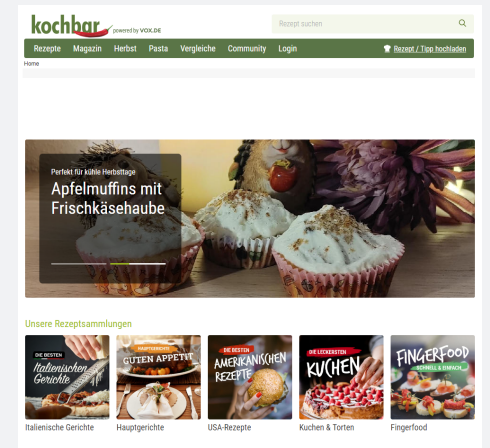 kochbar powered by VOX.DE
Rezept suchen
Rezepte Magazin Herbst Pasta Vergleiche Community Login Rezept / Tipp hochladen
Home
Perfekt für kühle Herbsttage
Apfelmuffins mit
Frischkäsehaube
Unsere Rezeptsammlungen
DIE BESTEN
Italienischen
Gerichte
HAUPTGERICHTE
GUTEN APPETIT
DIE BESTEN
AMERIKANISCHEN
REZEPTE
DIE LECKERSTEN
KUCHEN
FINGERFOOD
SCHNELL & EINFACH
Italienische Gerichte
Hauptgerichte
USA-Rezepte
Kuchen & Torten
Fingerfood